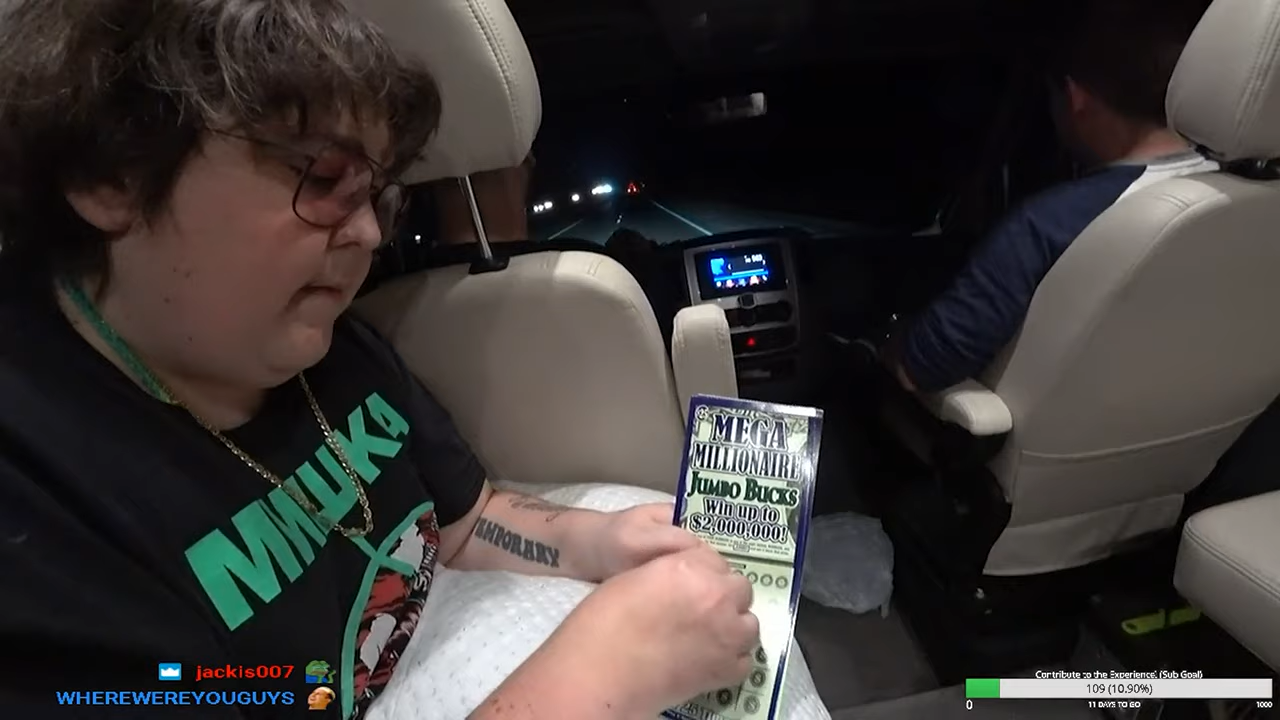 MEGA
MILLIONAIRE
JUMBO BUCKS
Win up to
$2,000,000!
MMUKA
TEMPORARY
jackis007
WHEREWEREYOUGUYS
Contribute to the Experience! (Sub Goal)
109 (10.90%)
0
11 DAYS TO GO
1000